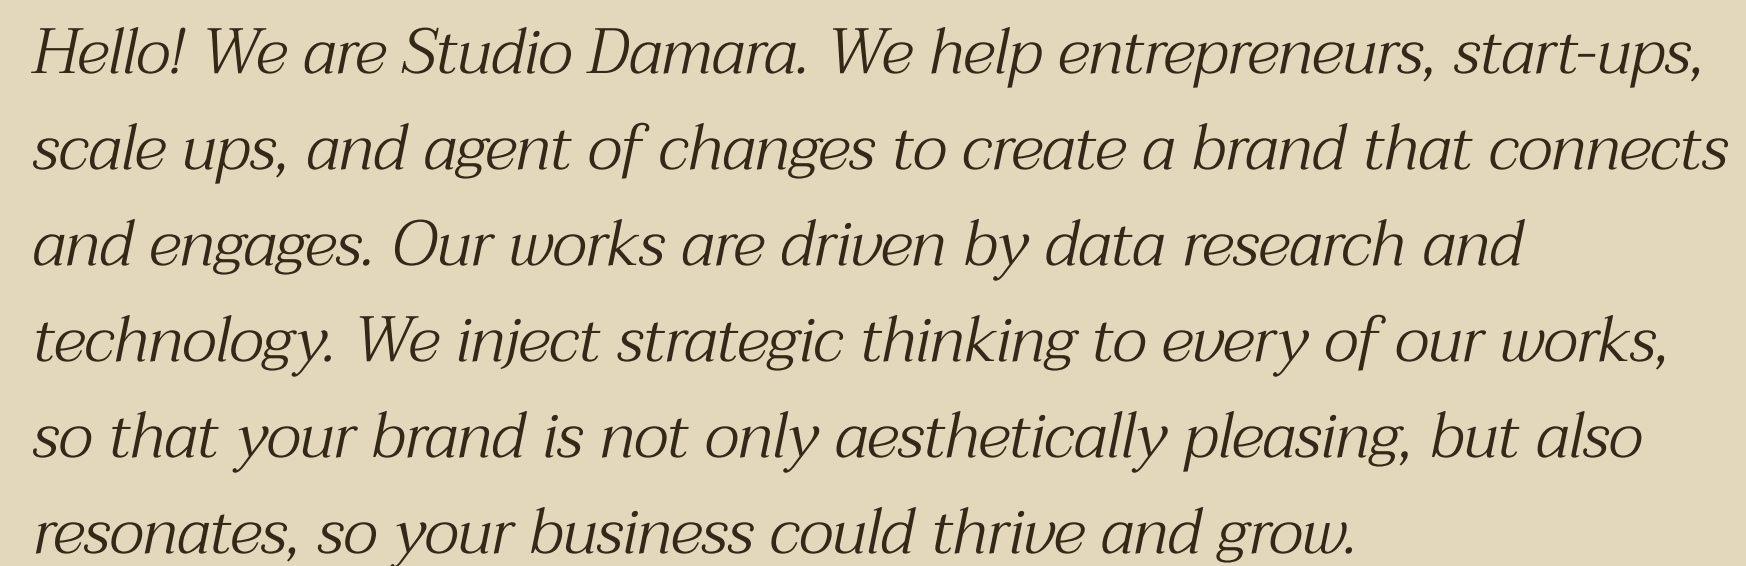 Hello! We are Studio Damara. We help entrepreneurs, start-ups,
scale ups, and agent of changes to create a brand that connects
and engages. Our works are driven by data research and
technology. We inject strategic thinking to every of our works,
so that your brand is not only aesthetically pleasing, but also
resonates, so your business could thrive and grow.